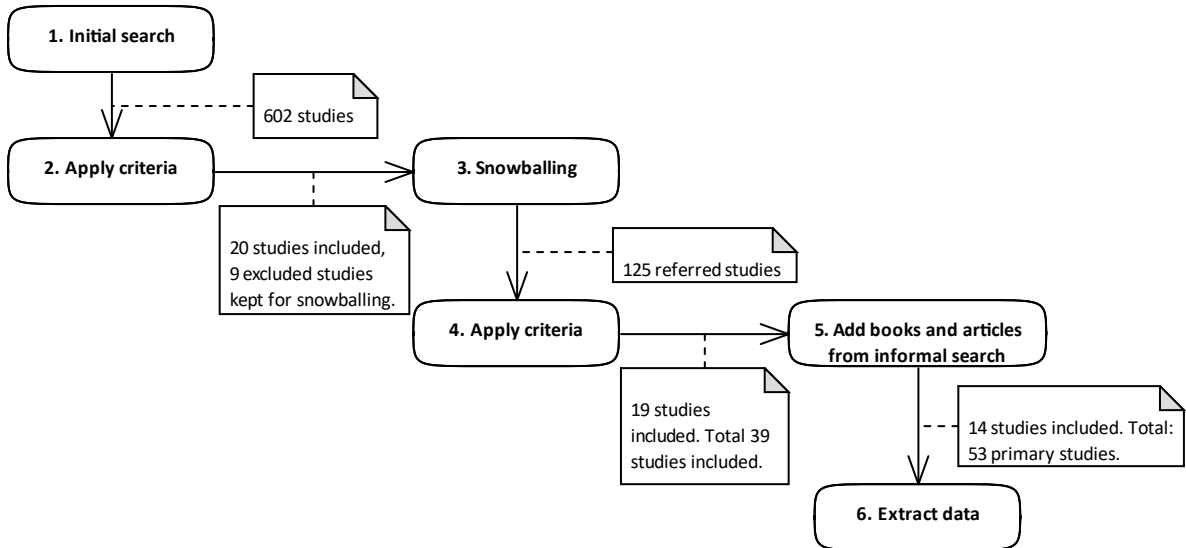 1. Initial search
602 studies
2. Apply criteria
3. Snowballing
20 studies included,
9 excluded studies
kept for snowballing.
125 referred studies
4. Apply criteria
5. Add books and articles
from informal search
19 studies
included. Total 39
studies included.
14 studies included. Total:
53 primary studies.
6. Extract data